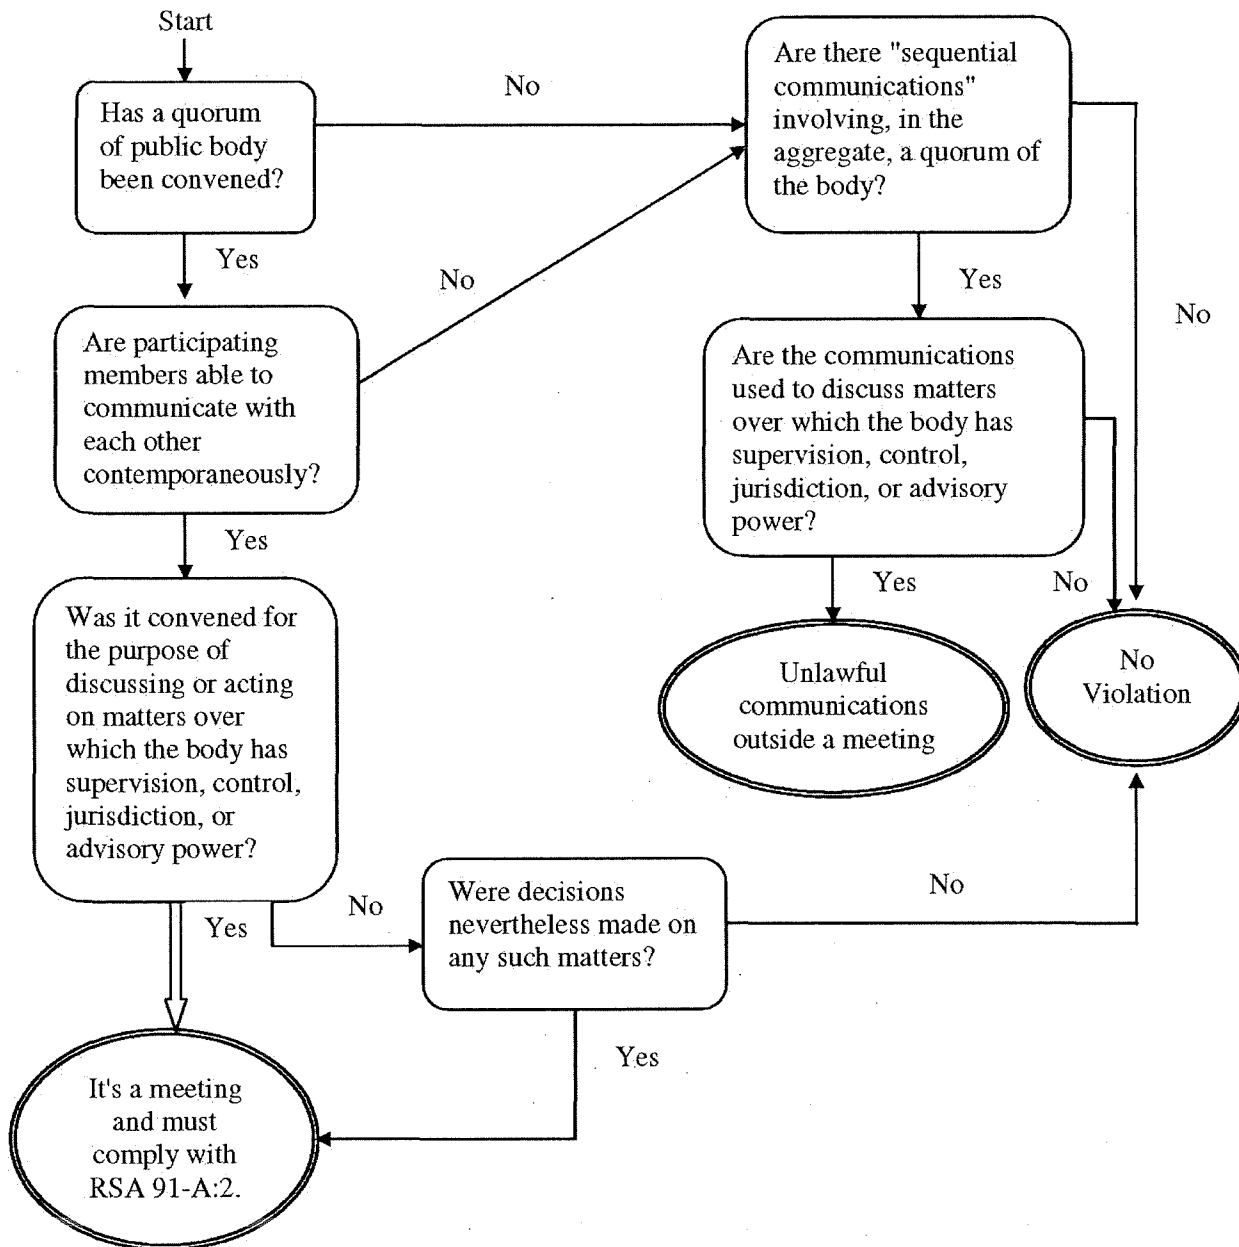 Start
Has a quorum
of public body
been convened?
No
Are there "sequential
communications"
involving, in the
aggregate, a quorum of
the body?
Yes
No
Yes
No
Are participating
members able to
communicate with
each other
contemporaneously?
Are the communications
used to discuss matters
over which the body has
supervision, control,
jurisdiction, or advisory
power?
Yes
Yes
No
Was it convened for
the purpose of
discussing or acting
on matters over
which the body has
supervision, control,
jurisdiction, or
advisory power?
Unlawful
communications
outside a meeting
No
Violation
Yes
No
Were decisions
nevertheless made on
any such matters?
No
Yes
It's a meeting
and must
comply with
RSA 91-A:2.